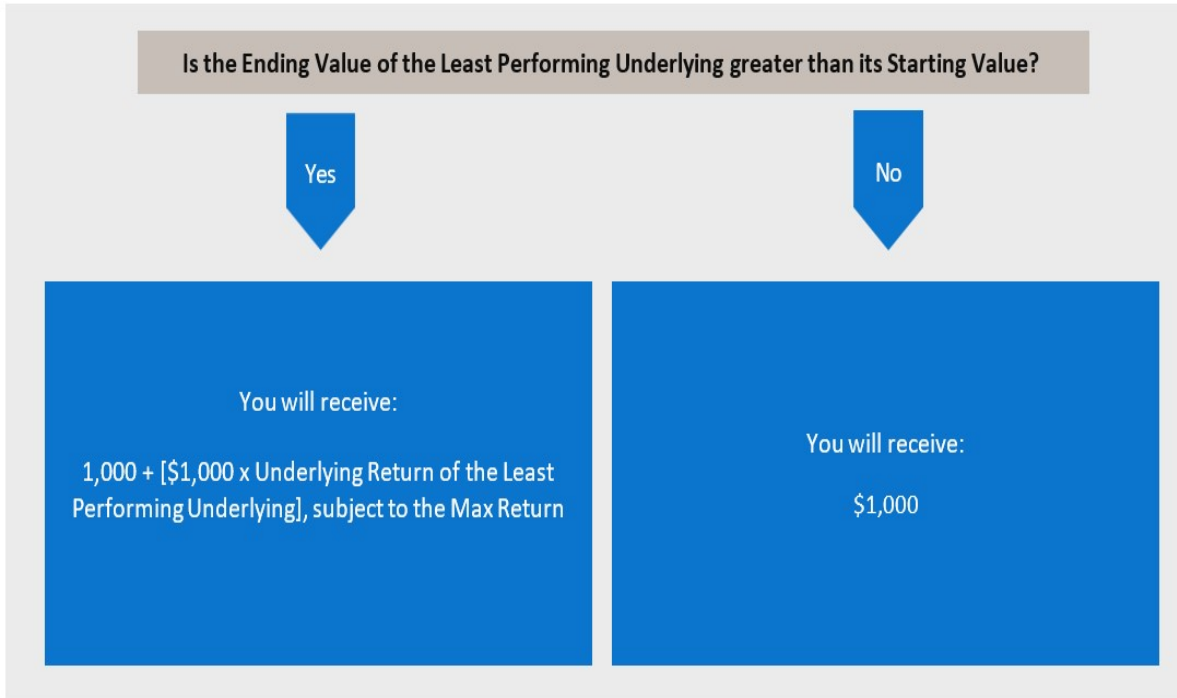 Is the Ending Value of the Least Performing Underlying greater than its Starting Value?
Yes
No
You will receive:
1,000 + [$1,000 x Underlying Return of the Least
Performing Underlying], subject to the Max Return
You will receive:
$1,000